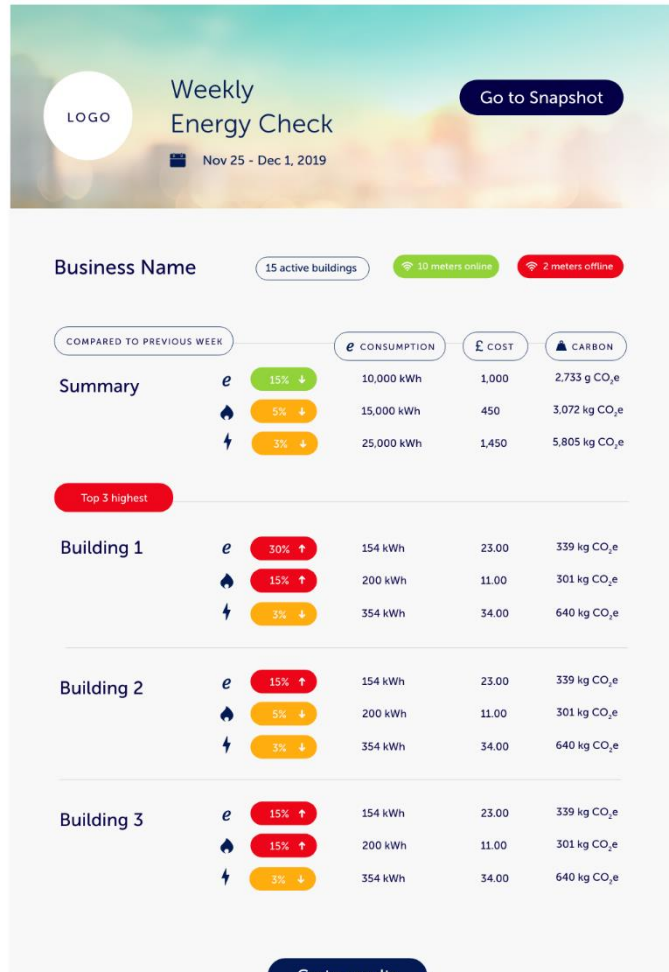 LOGO
Weekly
Energy Check
Nov 25 - Dec 1, 2019
Go to Snapshot
Business Name
15 active buildings
10 meters online
2 meters offline
COMPARED TO PREVIOUS WEEK
e CONSUMPTION
£ COST
CARBON
Summary
e 15% ↓ 10,000 kWh 1,000 2,733 g CO₂e
5% ↓ 15,000 kWh 450 3,072 kg CO₂e
3% ↓ 25,000 kWh 1,450 5,805 kg CO₂e
Top 3 highest
Building 1
e 30% ↑ 154 kWh 23.00 339 kg CO₂e
15% ↑ 200 kWh 11.00 301 kg CO₂e
3% ↓ 354 kWh 34.00 640 kg CO₂e
Building 2
e 15% ↑ 154 kWh 23.00 339 kg CO₂e
5% ↓ 200 kWh 11.00 301 kg CO₂e
3% ↓ 354 kWh 34.00 640 kg CO₂e
Building 3
e 15% ↑ 154 kWh 23.00 339 kg CO₂e
15% ↑ 200 kWh 11.00 301 kg CO₂e
3% ↓ 354 kWh 34.00 640 kg CO₂e